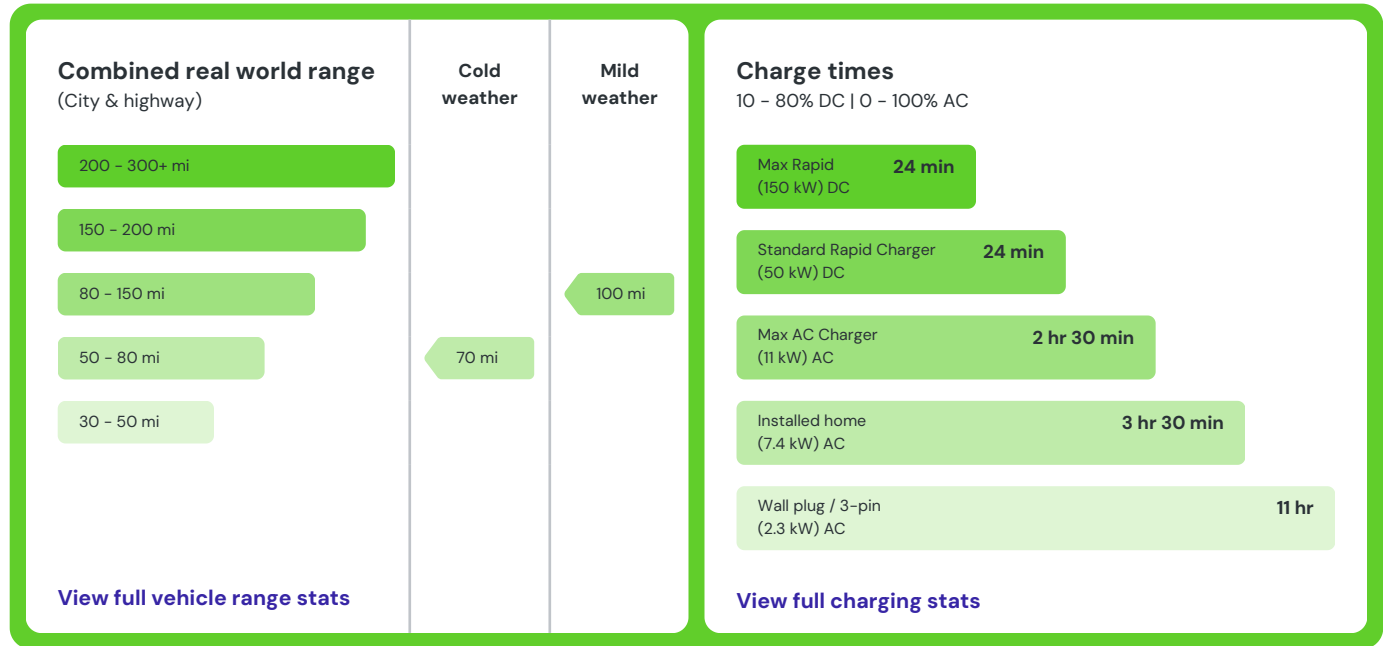 Combined real world range
(City & highway)
Cold
weather
Mild
weather
200 - 300+ mi
150 - 200 mi
80 - 150 mi
100 mi
50 - 80 mi
70 mi
30 - 50 mi
View full vehicle range stats
Charge times
10 - 80% DC | 0 - 100% AC
Max Rapid
(150 kW) DC
24 min
Standard Rapid Charger
(50 kW) DC
24 min
Max AC Charger
(11 kW) AC
2 hr 30 min
Installed home
(7.4 kW) AC
3 hr 30 min
Wall plug / 3-pin
(2.3 kW) AC
11 hr
View full charging stats